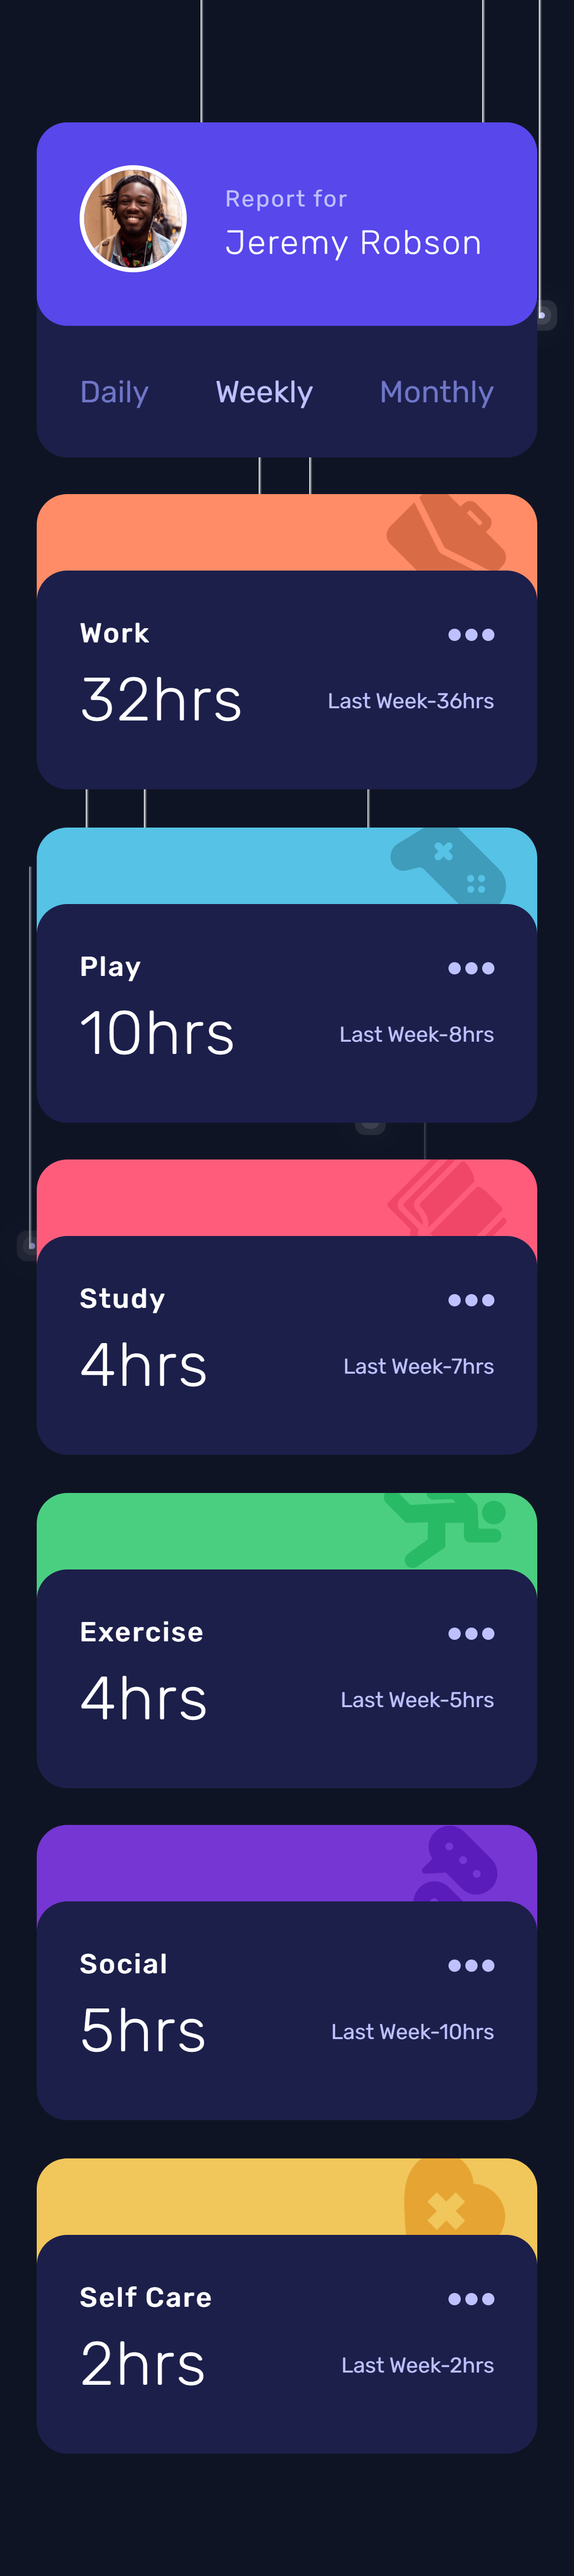 Report for
Jeremy Robson
Daily Weekly Monthly
Work
32hrs Last Week-36hrs
Play
10hrs Last Week-8hrs
Study
4hrs Last Week-7hrs
Exercise
4hrs Last Week-5hrs
Social
5hrs Last Week-10hrs
Self Care
2hrs Last Week-2hrs